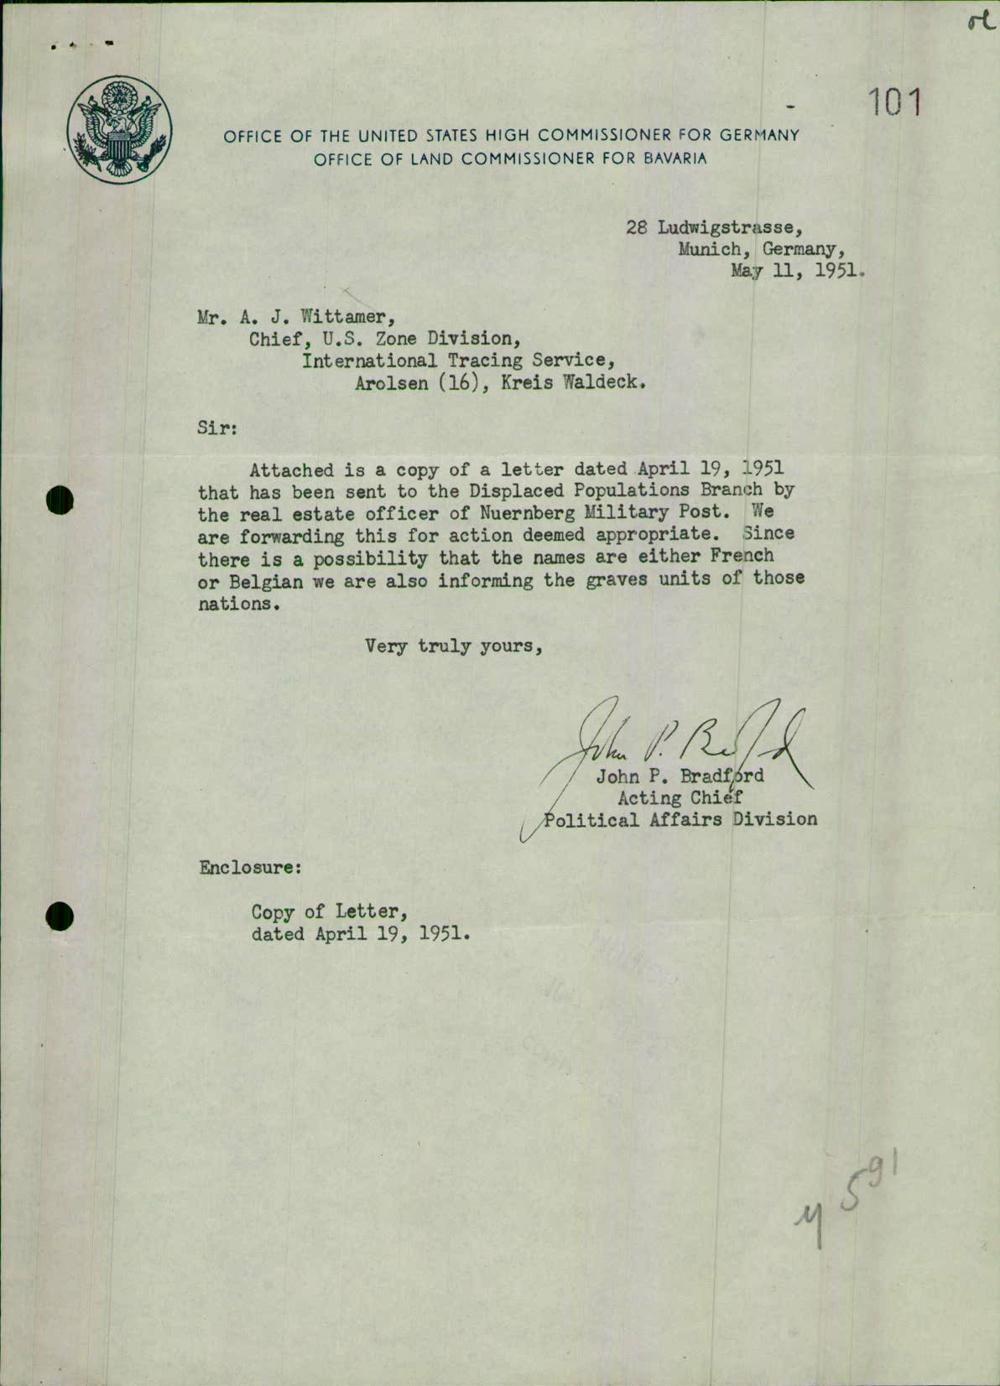 101
OFFICE OF THE UNITED STATES HIGH COMMISSIONER FOR GERMANY
OFFICE OF LAND COMMISSIONER FOR BAVARIA
28 Ludwigstrasse,
Munich, Germany,
May 11, 1951.
Mr. A. J. Wittamer,
Chief, U.S. Zone Division,
International Tracing Service,
Arolsen (16), Kreis Waldeck.
Sir:
Attached is a copy of a letter dated April 19, 1951
that has been sent to the Displaced Populations Branch by
the real estate officer of Nuernberg Military Post. We
are forwarding this for action deemed appropriate. Since
there is a possibility that the names are either French
or Belgian we are also informing the graves units of those
nations.
Very truly yours,
John P. Bradford
John P. Bradford
Acting Chief
Political Affairs Division
Enclosure:
Copy of Letter,
dated April 19, 1951.